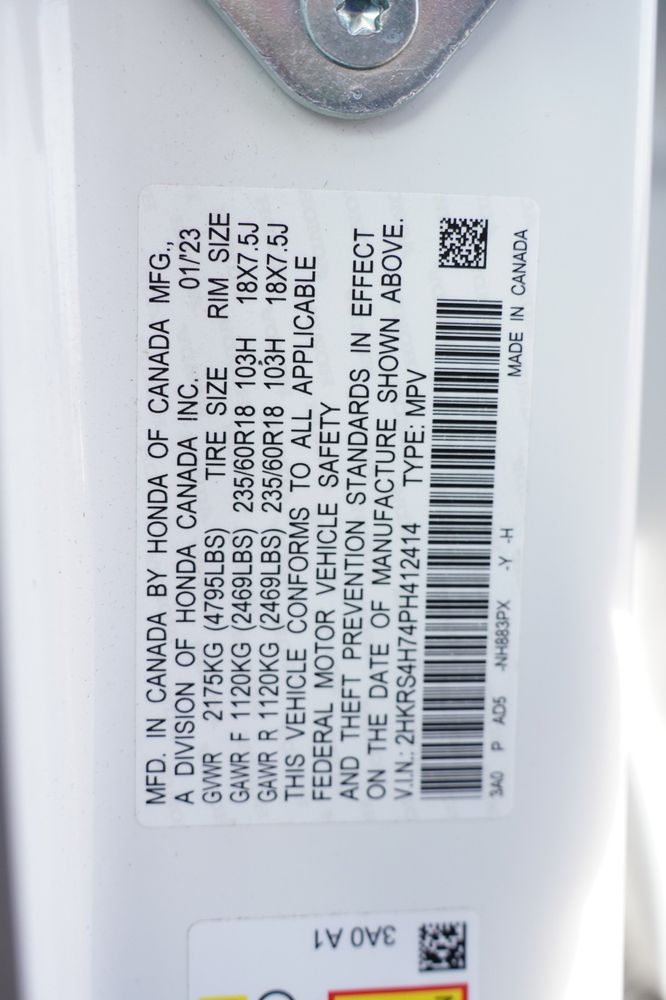 MFD. IN CANADA BY HONDA OF CANADA MFG.,
A DIVISION OF HONDA CANADA INC. 01/'23
GVWR 2175KG (4795LBS) TIRE SIZE RIM SIZE
GAWR F 1120KG (2469LBS) 235/60R18 103H 18X7.5J
GAWR R 1120KG (2469LBS) 235/60R18 103H 18X7.5J
THIS VEHICLE CONFORMS TO ALL APPLICABLE
FEDERAL MOTOR VEHICLE SAFETY
AND THEFT PREVENTION STANDARDS IN EFFECT
ON THE DATE OF MANUFACTURE SHOWN ABOVE.
V.I.N.: 2HKRS4H74PH412414 TYPE: MPV
3A0 P AD5 -NH883PX -Y -H
MADE IN CANADA
3A0 A1